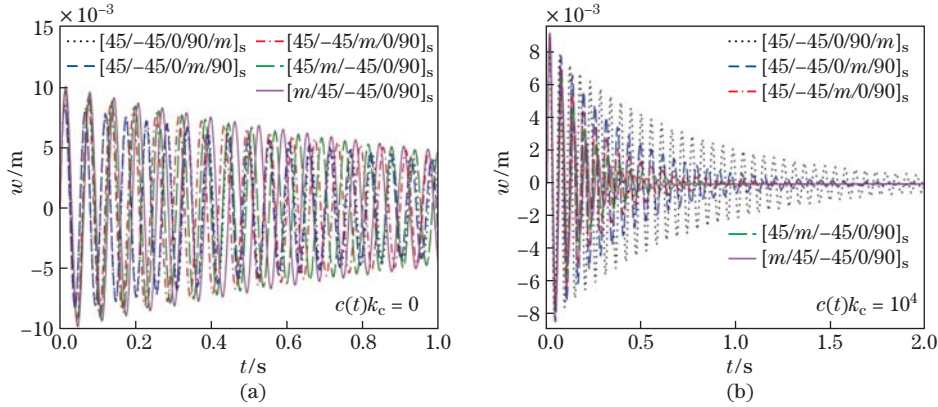 ×10⁻³
15
10
5
0
−5
−10
w/m
[45/−45/0/90/m]ₛ
[45/−45/m/0/90]ₛ
[45/−45/0/m/90]ₛ
[45/m/−45/0/90]ₛ
[m/45/−45/0/90]ₛ
c(t)k_c = 0
0.0 0.2 0.4 0.6 0.8 1.0
t/s
(a)
×10⁻³
8
6
4
2
0
−2
−4
−6
−8
w/m
[45/−45/0/90/m]ₛ
[45/−45/0/m/90]ₛ
[45/−45/m/0/90]ₛ
[45/m/−45/0/90]ₛ
[m/45/−45/0/90]ₛ
c(t)k_c = 10⁴
0.0 0.5 1.0 1.5 2.0
t/s
(b)